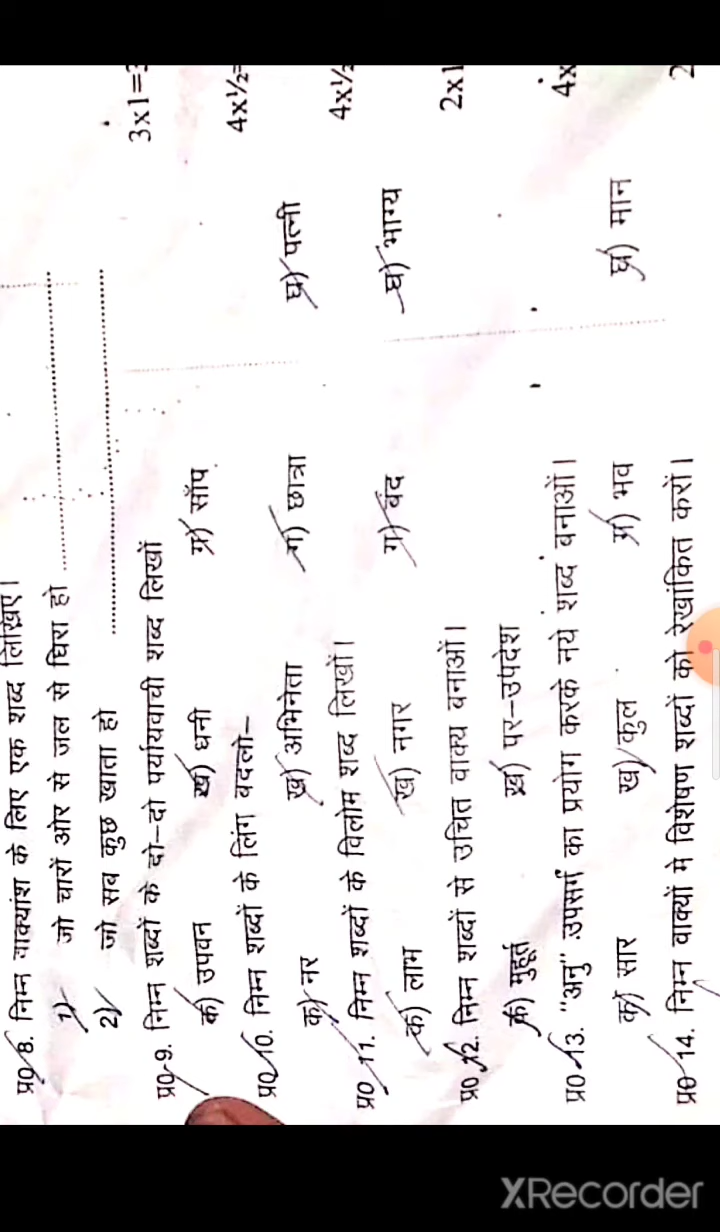 प्र0 8. निम्न वाक्यांश के लिए एक शब्द लिखिए।
1) जो चारों ओर से जल से घिरा हो ........................
2) जो सब कुछ खाता हो ........................ 3x1=3
प्र0 9. निम्न शब्दों के दो–दो पर्यायवाची शब्द लिखों
क) उपवन ख) धनी ग) साँप
प्र0 10. निम्न शब्दों के लिंग बदलो– 4x½=
क) नर ख) अभिनेता ग) छात्रा घ) पत्नी
प्र0 11. निम्न शब्दों के विलोम शब्द लिखों। 4x½
क) लाभ ख) नगर ग) बंद घ) भाग्य
प्र0 12. निम्न शब्दों से उचित वाक्य बनाओं। 2x1
क) मुहूर्त ख) पर–उपदेश
प्र0 13. "अनु" उपसर्ग का प्रयोग करके नये शब्द बनाओं। 4x
क) सार ख) कुल ग) भव घ) मान
प्र0 14. निम्न वाक्यों मे विशेषण शब्दों को रेखांकित करों। 2
XRecorder